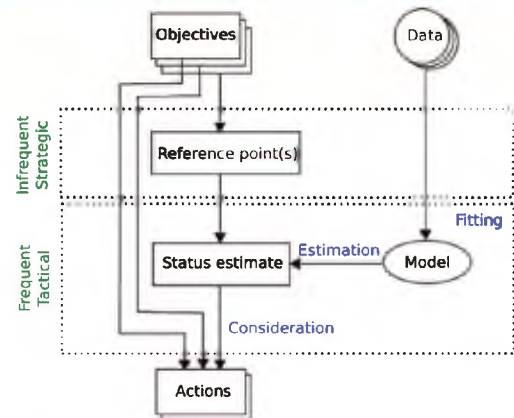 Objectives
Data
Infrequent
Strategic
Reference point(s)
Fitting
Frequent
Tactical
Status estimate
Estimation
Model
Consideration
Actions